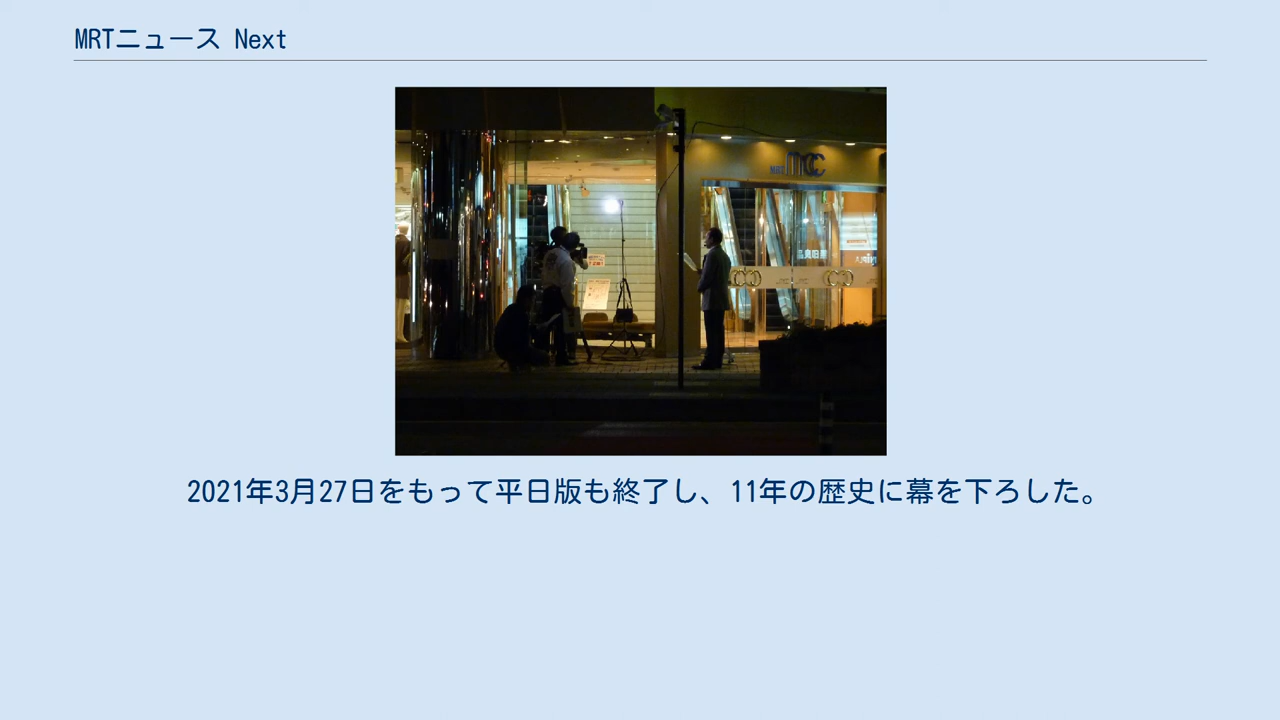 MRTニュース Next
MRT micc
2021年3月27日をもって平日版も終了し、11年の歴史に幕を下ろした。